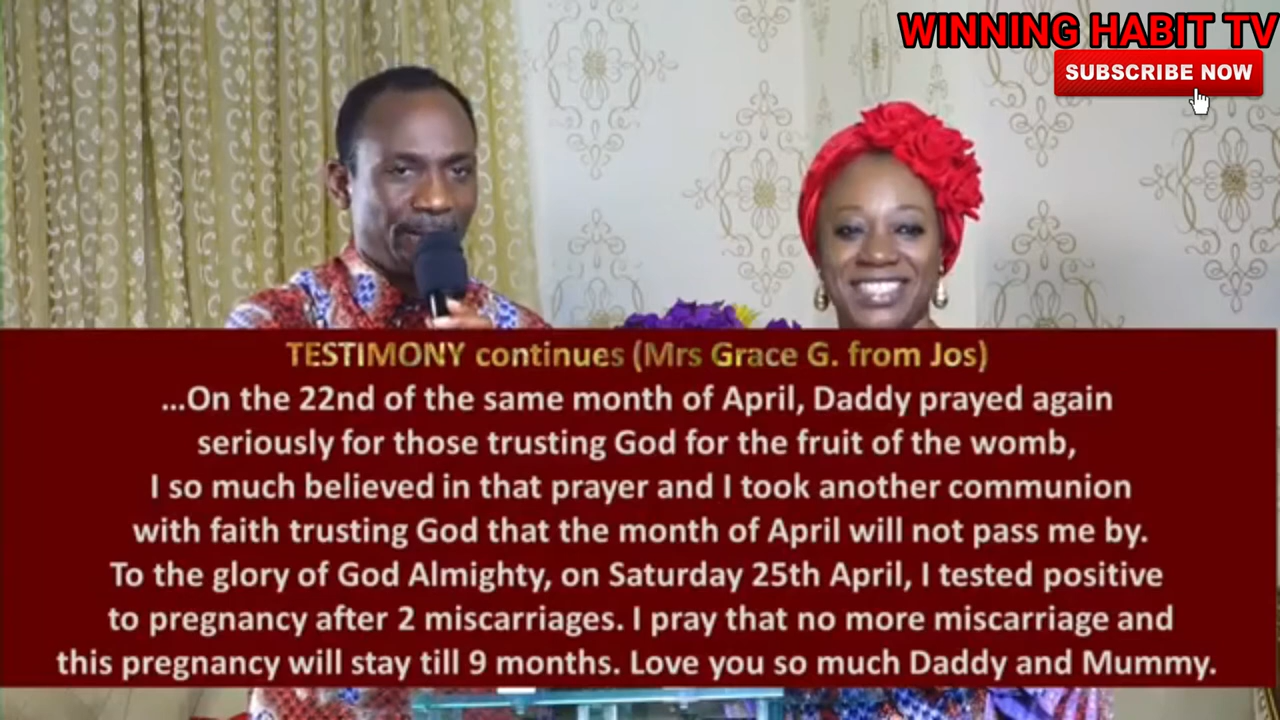 WINNING HABIT TV
SUBSCRIBE NOW
TESTIMONY continues (Mrs Grace G. from Jos)
...On the 22nd of the same month of April, Daddy prayed again
seriously for those trusting God for the fruit of the womb,
I so much believed in that prayer and I took another communion
with faith trusting God that the month of April will not pass me by.
To the glory of God Almighty, on Saturday 25th April, I tested positive
to pregnancy after 2 miscarriages. I pray that no more miscarriage and
this pregnancy will stay till 9 months. Love you so much Daddy and Mummy.